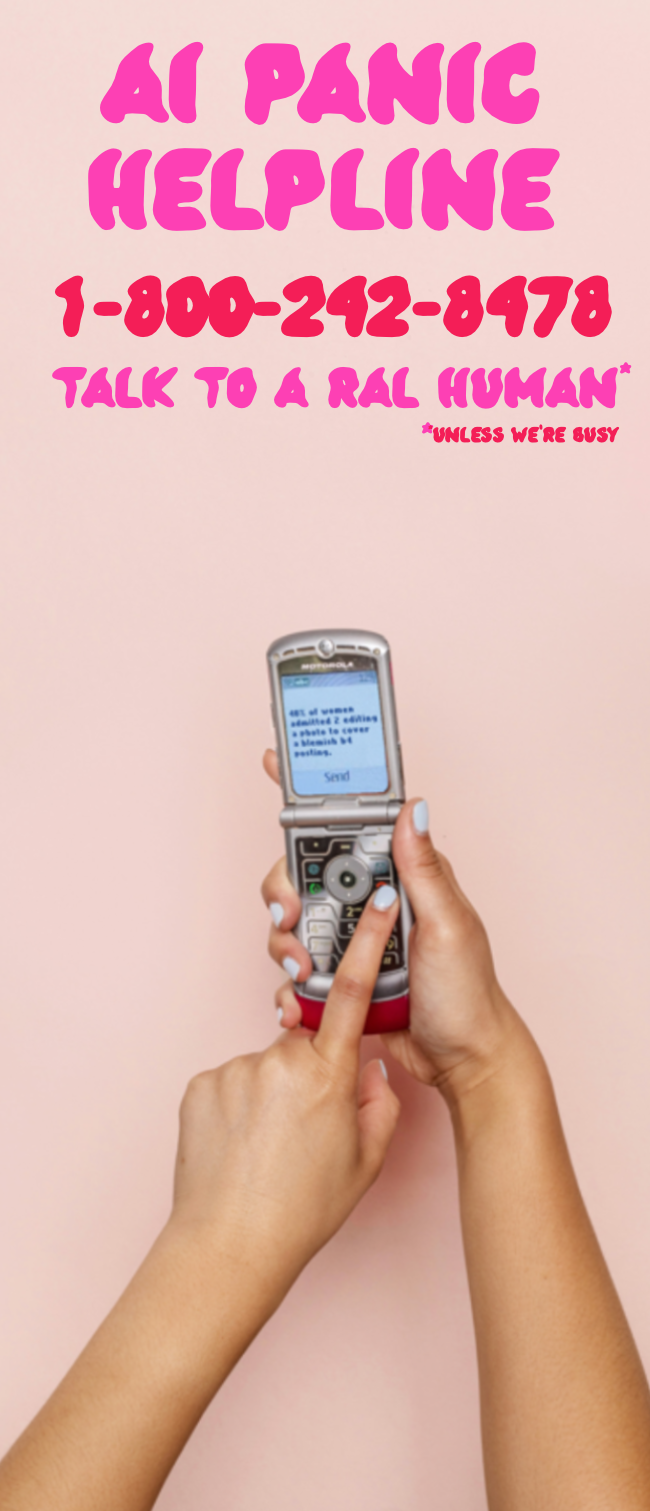 AI PANIC
HELPLINE
1-800-242-8478
TALK TO A RAL HUMAN*
*UNLESS WE'RE BUSY
MOTOROLA
48% of women
admitted 2 editing
a photo to cover
a blemish b4
posting.
Send